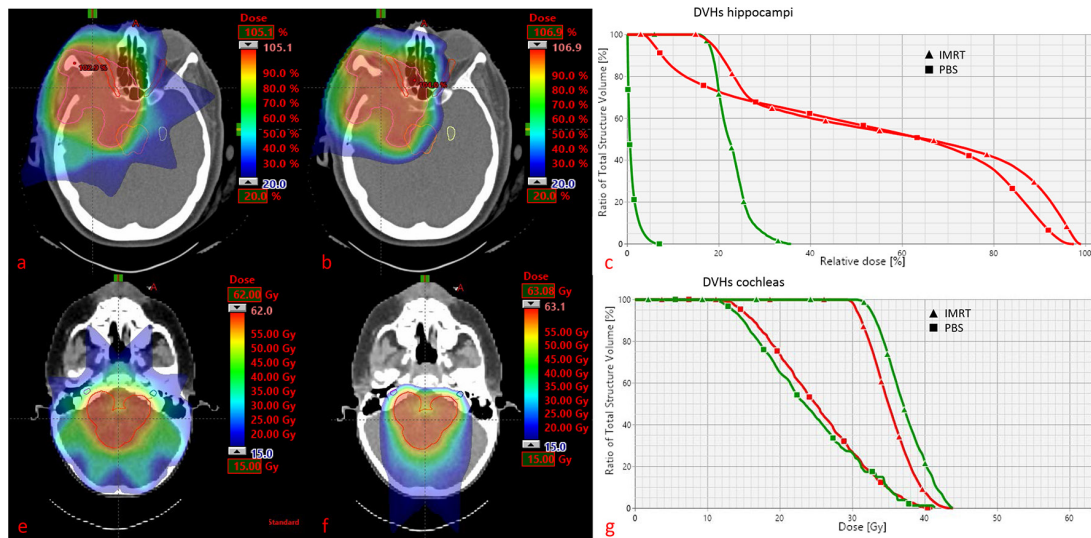 Dose
105.1 %
105.1
90.0 %
80.0 %
70.0 %
60.0 %
50.0 %
40.0 %
30.0 %
20.0
20.0 %
a
Dose
106.9 %
106.9
90.0 %
80.0 %
70.0 %
60.0 %
50.0 %
40.0 %
30.0 %
20.0
20.0 %
b
DVHs hippocampi
IMRT
PBS
Ratio of Total Structure Volume [%]
100
80
60
40
20
0
0 20 40 60 80 100
Relative dose [%]
c
A
Dose
62.00 Gy
62.0
55.00 Gy
50.00 Gy
45.00 Gy
40.00 Gy
35.00 Gy
30.00 Gy
25.00 Gy
20.00 Gy
15.0
15.00 Gy
Standard
e
A
Dose
63.08 Gy
63.1
55.00 Gy
50.00 Gy
45.00 Gy
40.00 Gy
35.00 Gy
30.00 Gy
25.00 Gy
20.00 Gy
15.0
15.00 Gy
f
DVHs cochleas
IMRT
PBS
Ratio of Total Structure Volume [%]
100
80
60
40
20
0
0 10 20 30 40 50 60
Dose [Gy]
g